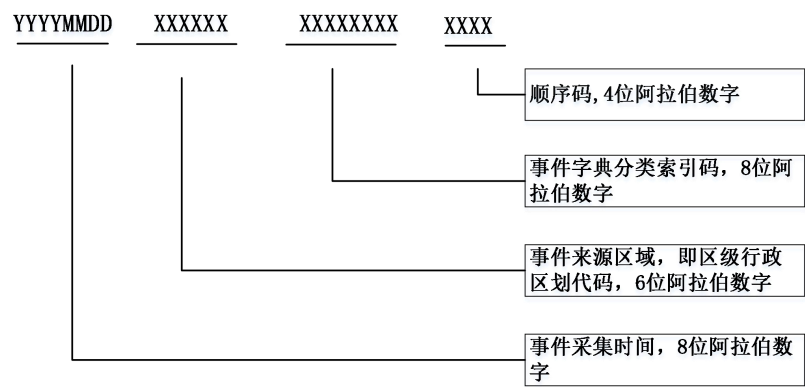 YYYYMMDD XXXXXX XXXXXXXX XXXX
顺序码,4位阿拉伯数字
事件字典分类索引码，8位阿
拉伯数字
事件来源区域，即区级行政
区划代码，6位阿拉伯数字
事件采集时间，8位阿拉伯数
字